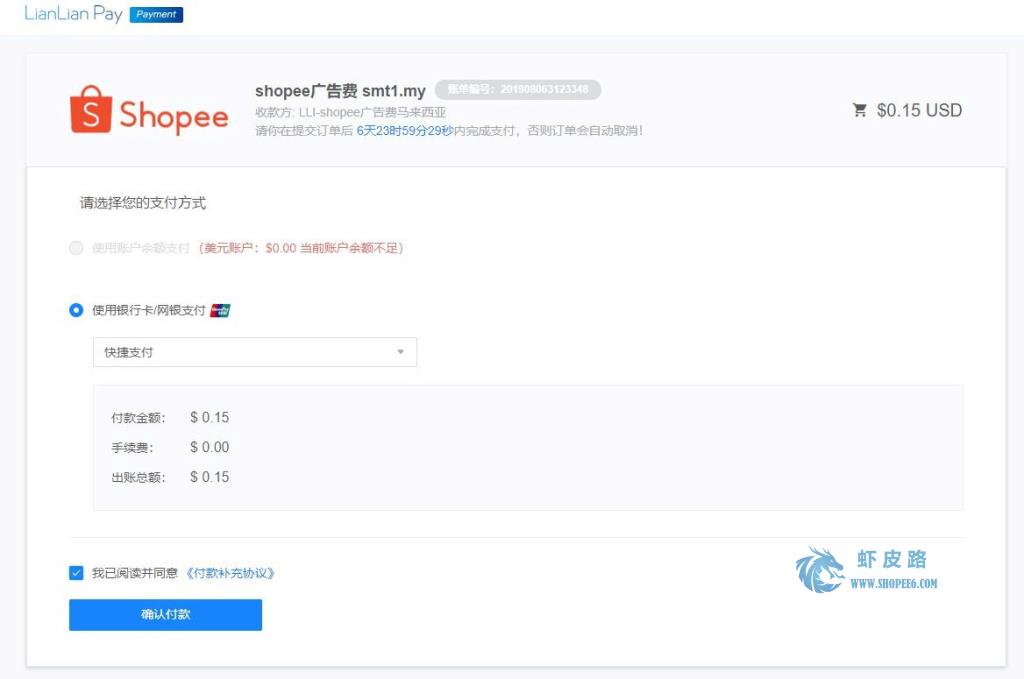 LianLian Pay Payment
Shopee
shopee广告费 smt1.my 账单编号: 201908063123348
收款方: LLI-shopee广告费马来西亚
请你在提交订单后 6天23时59分29秒内完成支付，否则订单会自动取消！
$0.15 USD
请选择您的支付方式
使用账户余额支付 （美元账户：$0.00 当前账户余额不足）
使用银行卡/网银支付
快捷支付
付款金额： $ 0.15
手续费： $ 0.00
出账总额： $ 0.15
我已阅读并同意 《付款补充协议》
确认付款
虾皮路
WWW.SHOPEE6.COM